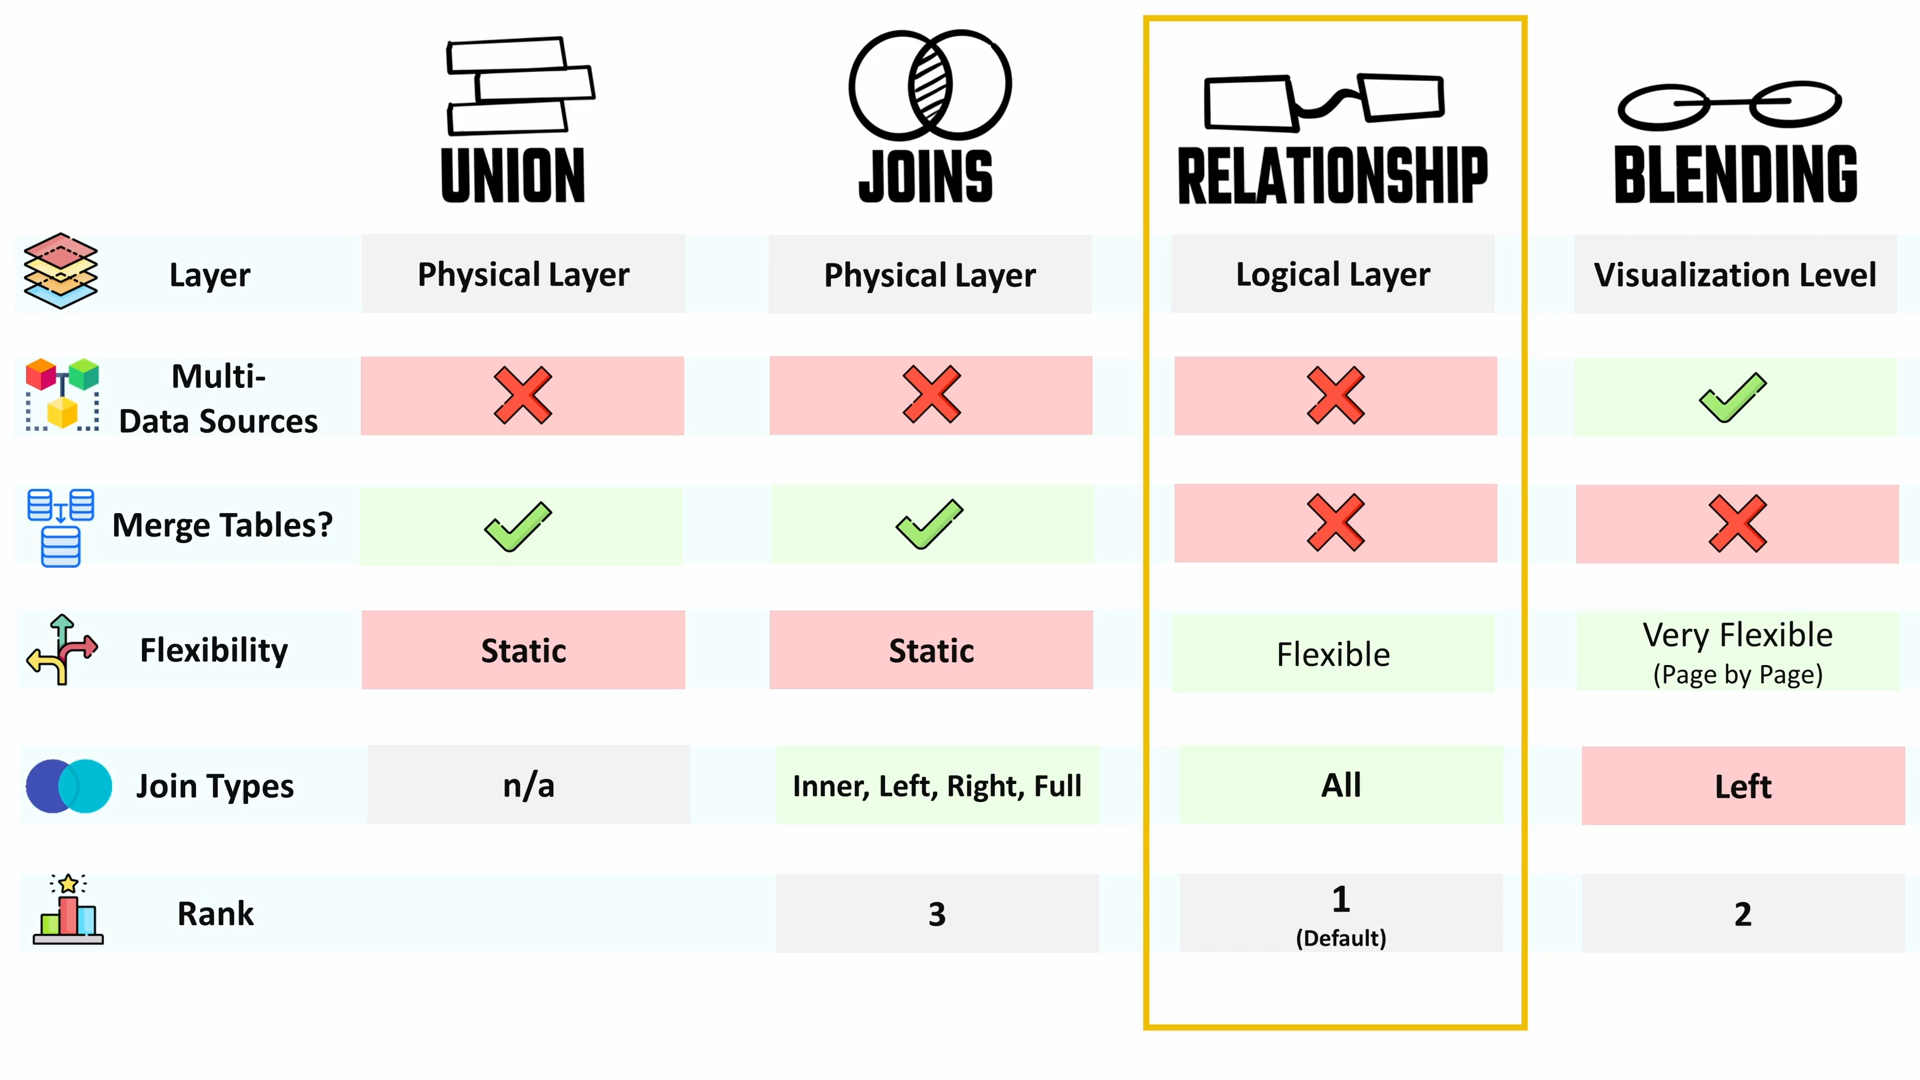 UNION
JOINS
RELATIONSHIP
BLENDING
Layer
Physical Layer
Physical Layer
Logical Layer
Visualization Level
Multi-
Data Sources
Merge Tables?
Flexibility
Static
Static
Flexible
Very Flexible
(Page by Page)
Join Types
n/a
Inner, Left, Right, Full
All
Left
Rank
3
1
(Default)
2